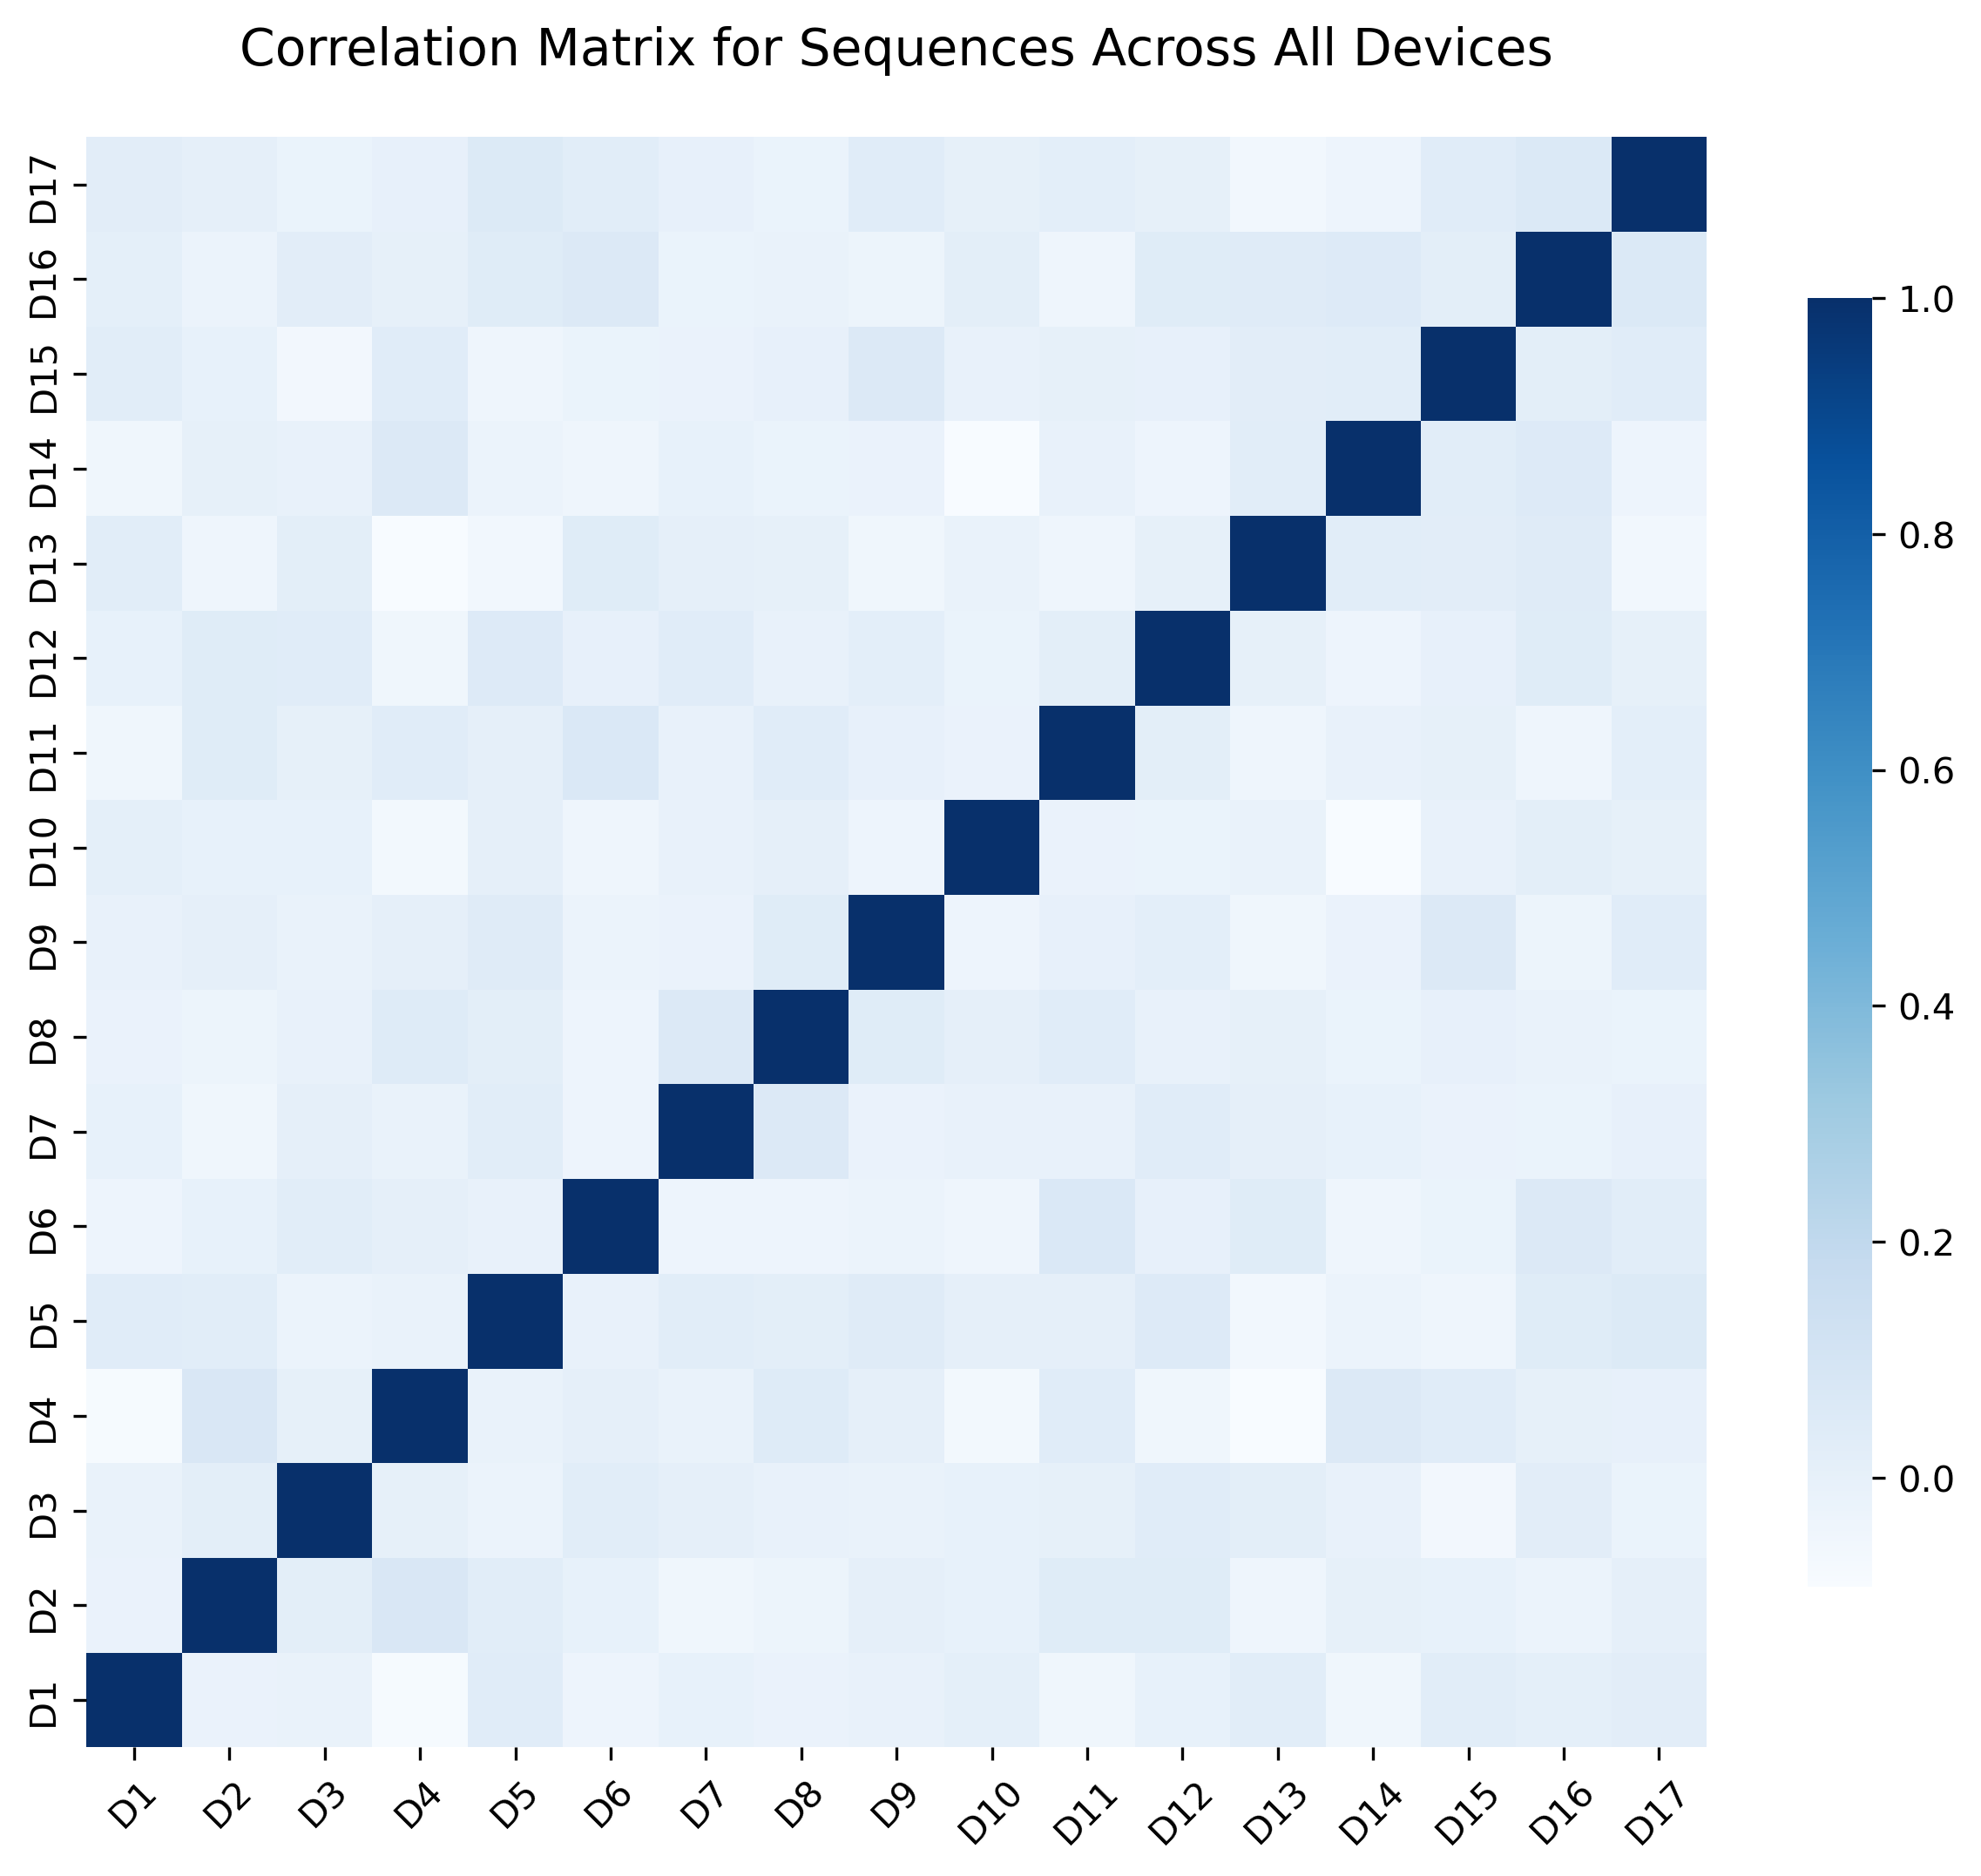 Correlation Matrix for Sequences Across All Devices
D17
D16
D15
D14
D13
D12
D11
D10
D9
D8
D7
D6
D5
D4
D3
D2
D1
D1 D2 D3 D4 D5 D6 D7 D8 D9 D10 D11 D12 D13 D14 D15 D16 D17
1.0
0.8
0.6
0.4
0.2
0.0